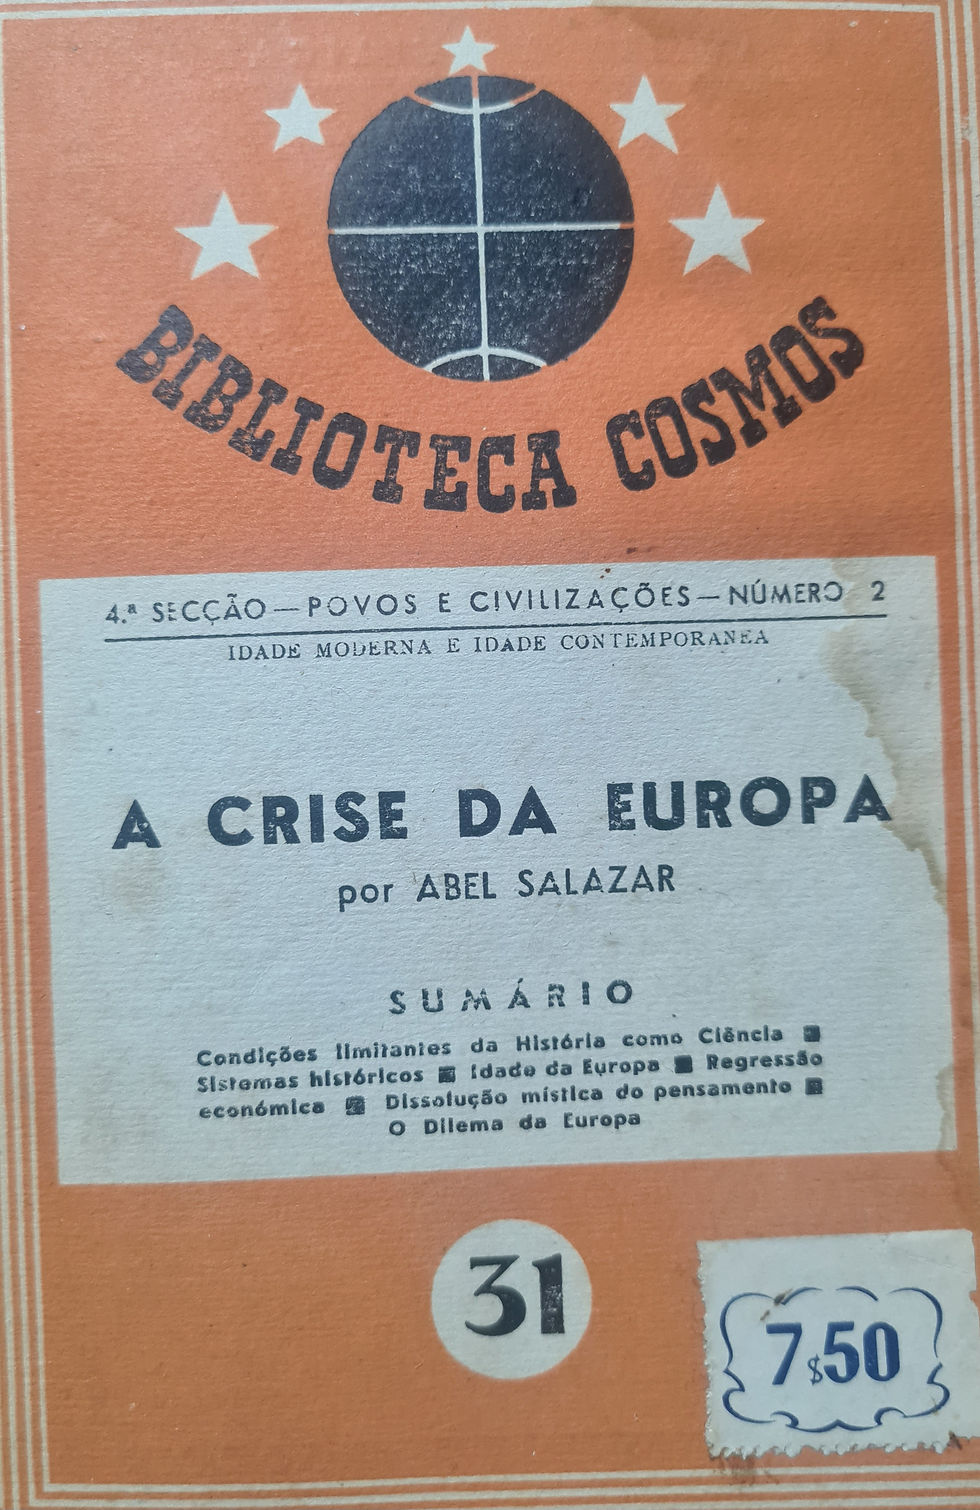 BIBLIOTECA COSMOS
4.ª SECÇÃO — POVOS E CIVILIZAÇÕES — NÚMERO 2
IDADE MODERNA E IDADE CONTEMPORANEA
A CRISE DA EUROPA
por ABEL SALAZAR
SUMÁRIO
Condições limitantes da História como Ciência ■
Sistemas históricos ■ Idade da Europa ■ Regressão
económica ■ Dissolução mística do pensamento ■
O Dilema da Europa
31
7$50